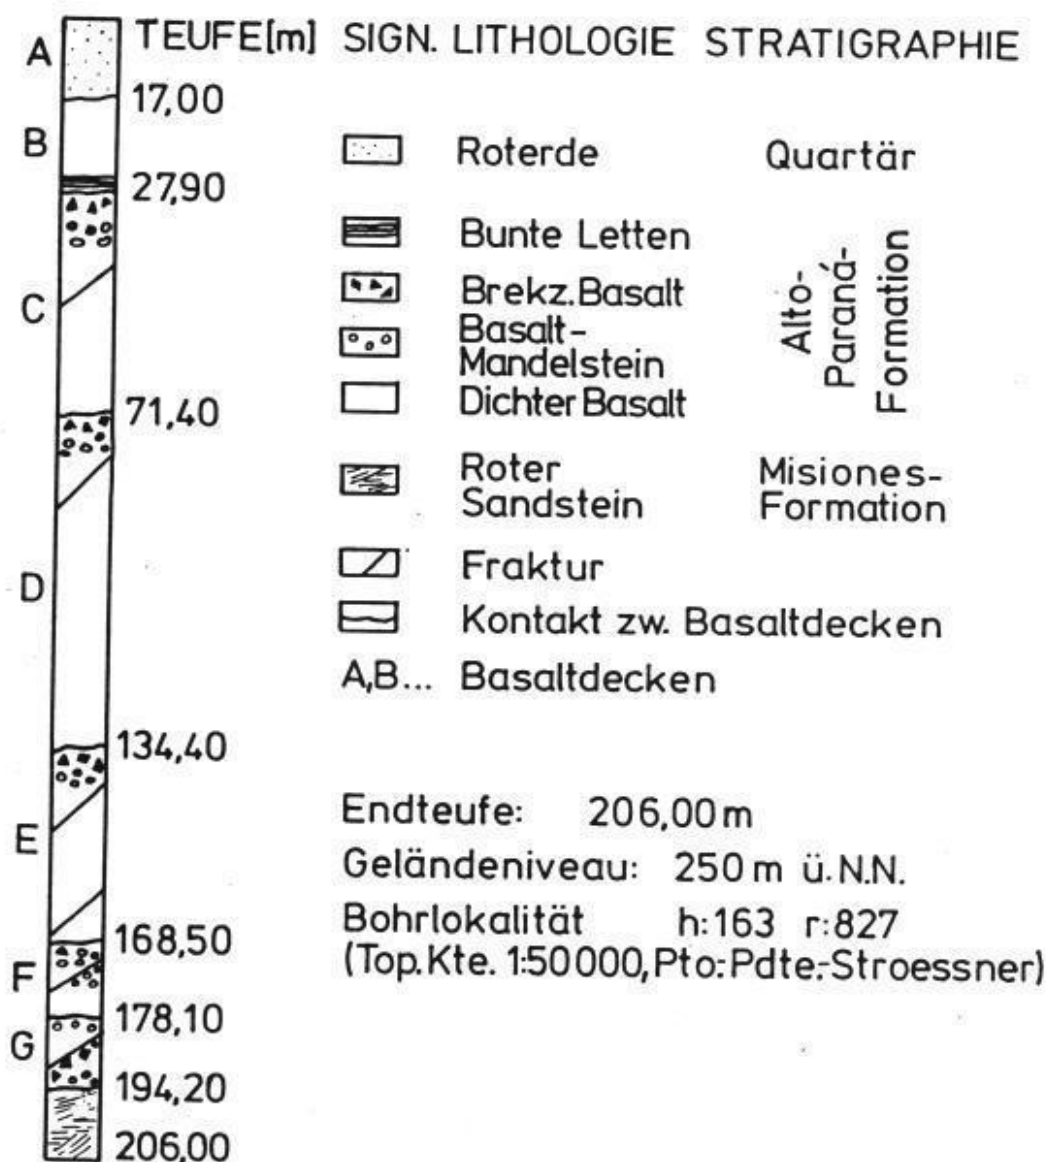 TEUFE[m] SIGN. LITHOLOGIE STRATIGRAPHIE
A
17,00
B
27,90
C
71,40
D
134,40
E
168,50
F
178,10
G
194,20
206,00
Roterde Quartär
Bunte Letten
Brekz. Basalt
Basalt-
Mandelstein
Dichter Basalt
Alto-
Paraná-
Formation
Roter Misiones-
Sandstein Formation
Fraktur
Kontakt zw. Basaltdecken
A,B... Basaltdecken
Endteufe: 206,00 m
Geländeniveau: 250 m ü.N.N.
Bohrlokalität h:163 r:827
(Top. Kte. 1:50000, Pto.-Pdte.-Stroessner)